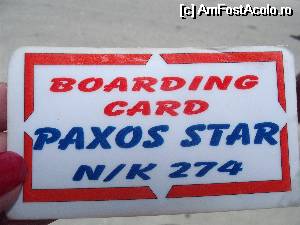 (c) AmFostAcolo.ro
BOARDING
CARD
PAXOS STAR
N/K 274